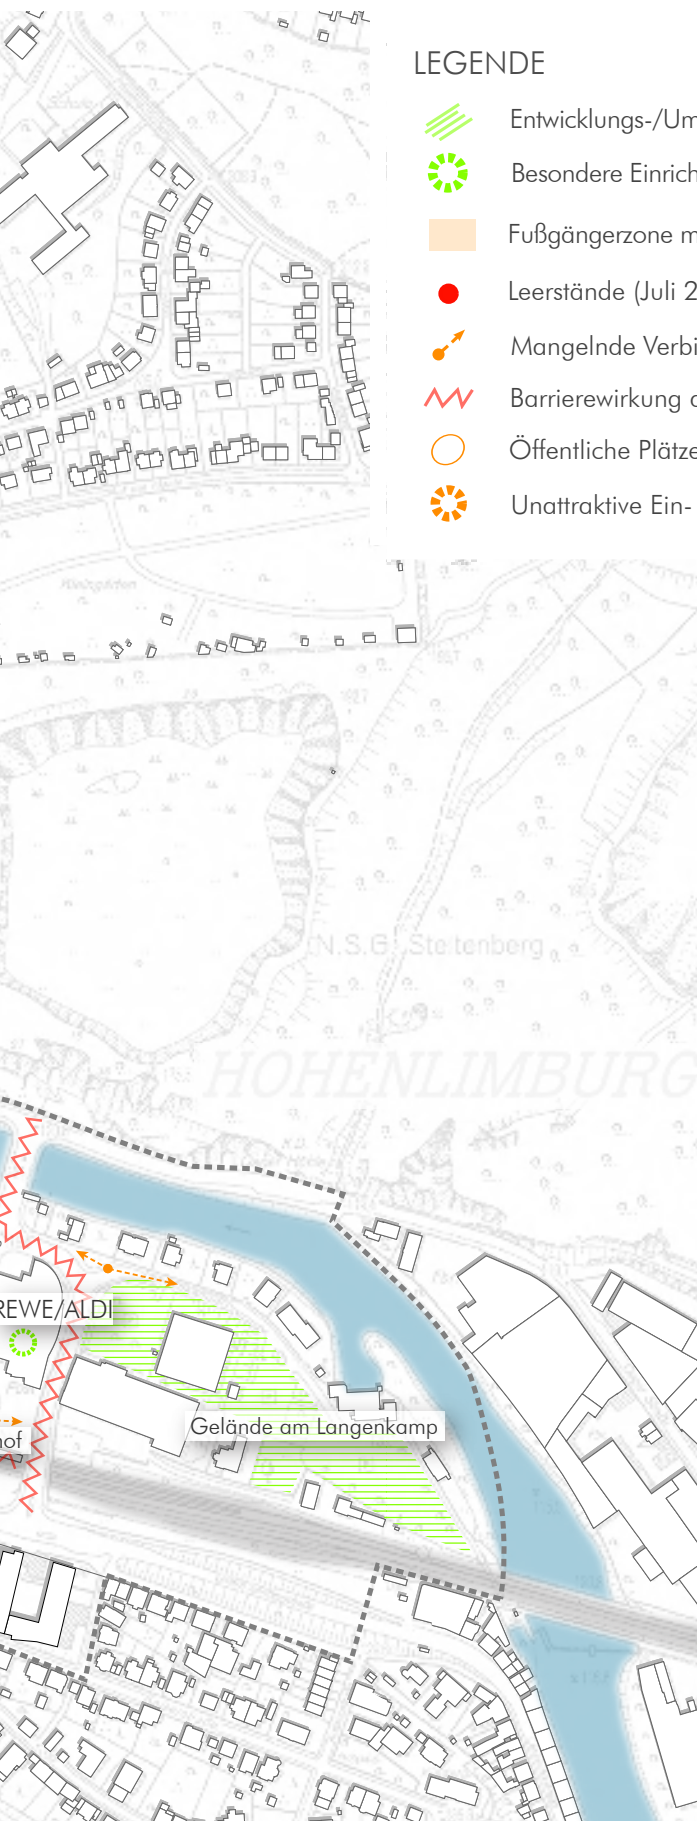 LEGENDE
Entwicklungs-/Um
Besondere Einrich
Fußgängerzone m
Leerstände (Juli 2
Mangelnde Verbi
Barrierewirkung
Öffentliche Plätze
Unattraktive Ein-
N.S.G. Steltenberg
HOHENLIMBURG
REWE/ALDI
Gelände am Langenkamp
hof